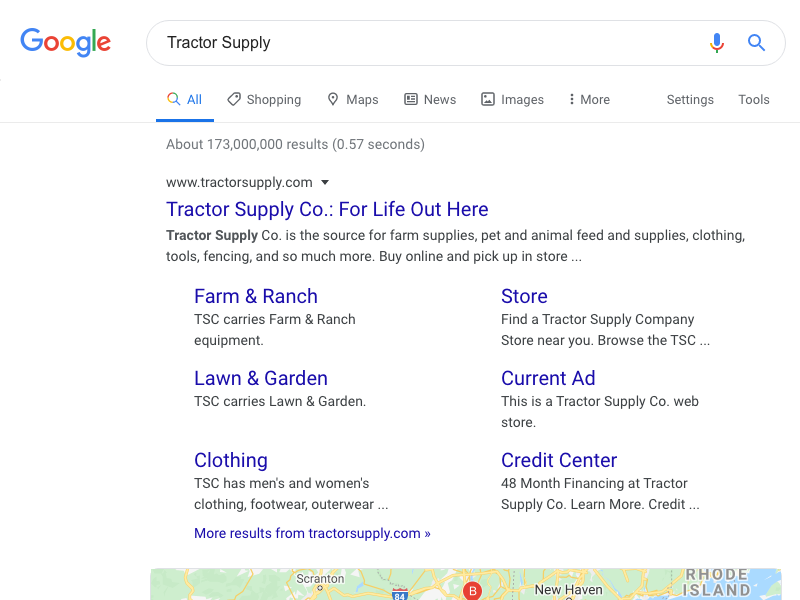 Google
Tractor Supply
All Shopping Maps News Images More Settings Tools
About 173,000,000 results (0.57 seconds)
www.tractorsupply.com
Tractor Supply Co.: For Life Out Here
Tractor Supply Co. is the source for farm supplies, pet and animal feed and supplies, clothing,
tools, fencing, and so much more. Buy online and pick up in store ...
Farm & Ranch
TSC carries Farm & Ranch
equipment.
Store
Find a Tractor Supply Company
Store near you. Browse the TSC ...
Lawn & Garden
TSC carries Lawn & Garden.
Current Ad
This is a Tractor Supply Co. web
store.
Clothing
TSC has men's and women's
clothing, footwear, outerwear ...
Credit Center
48 Month Financing at Tractor
Supply Co. Learn More. Credit ...
More results from tractorsupply.com »
Scranton
84
B
New Haven
RHODE
ISLAND